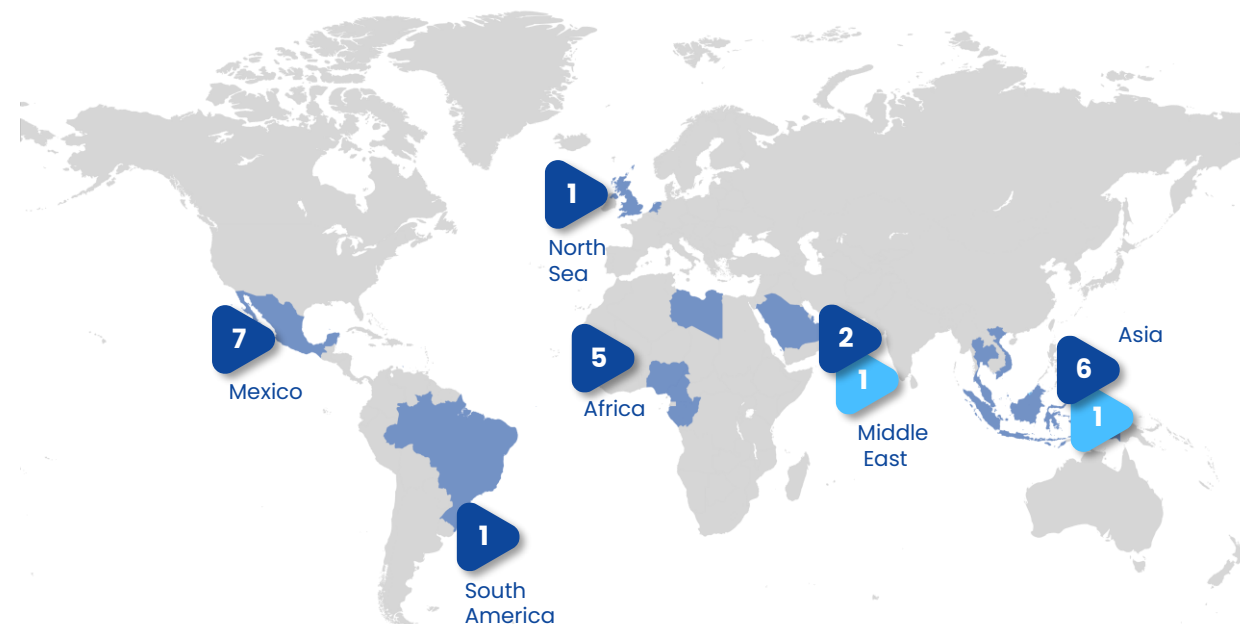 1
North
Sea
7
Mexico
5
Africa
2
1
Middle
East
Asia
6
1
1
South
America